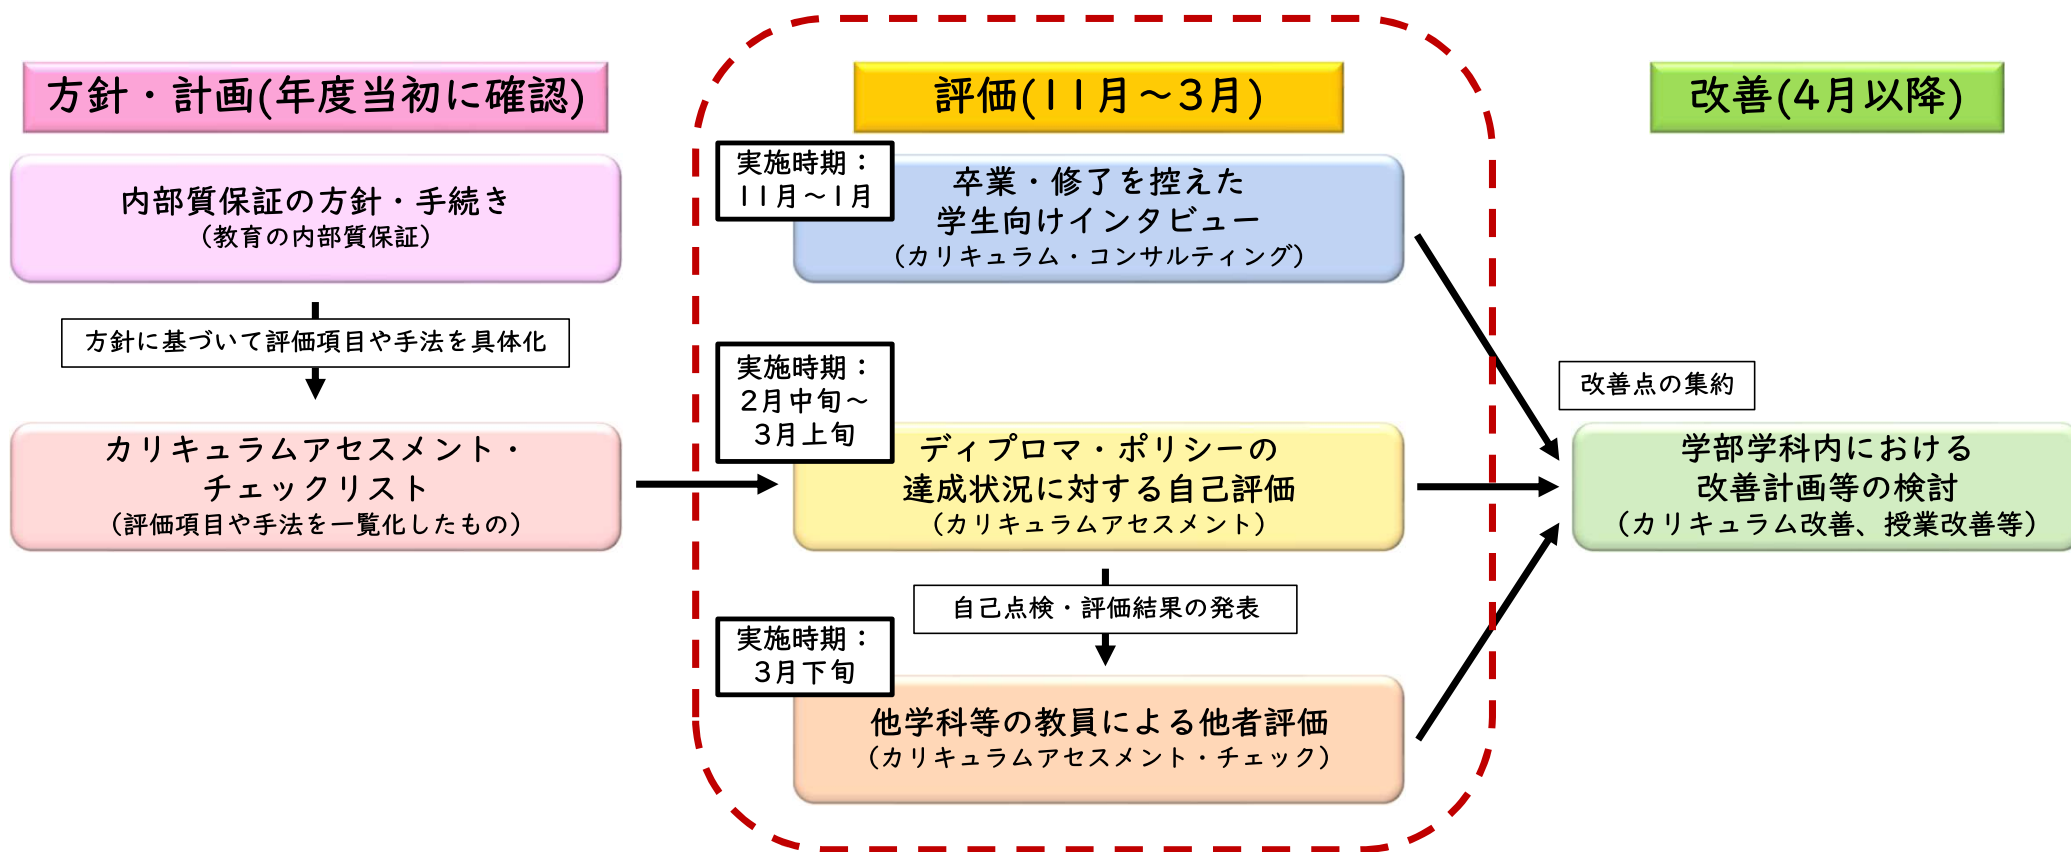 方針・計画(年度当初に確認)
内部質保証の方針・手続き
（教育の内部質保証）
方針に基づいて評価項目や手法を具体化
カリキュラムアセスメント・
チェックリスト
（評価項目や手法を一覧化したもの）
評価(11月～3月)
実施時期：
11月～1月
卒業・修了を控えた
学生向けインタビュー
（カリキュラム・コンサルティング）
実施時期：
2月中旬～
3月上旬
ディプロマ・ポリシーの
達成状況に対する自己評価
（カリキュラムアセスメント）
自己点検・評価結果の発表
実施時期：
3月下旬
他学科等の教員による他者評価
（カリキュラムアセスメント・チェック）
改善(4月以降)
改善点の集約
学部学科内における
改善計画等の検討
（カリキュラム改善、授業改善等）